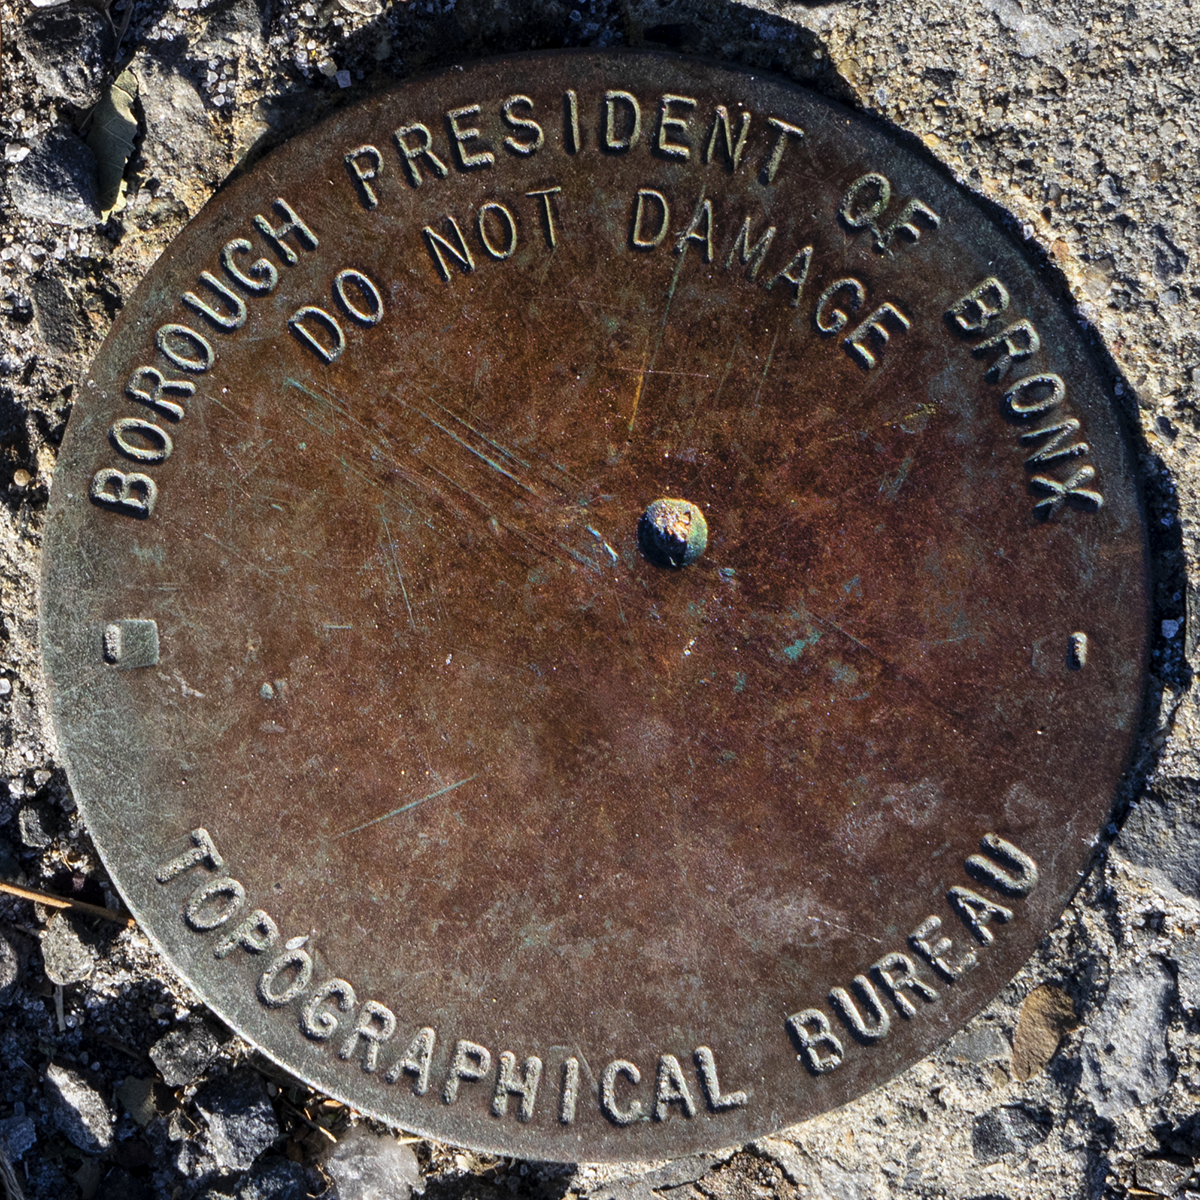 BOROUGH PRESIDENT OF BRONX
DO NOT DAMAGE
TOPOGRAPHICAL BUREAU